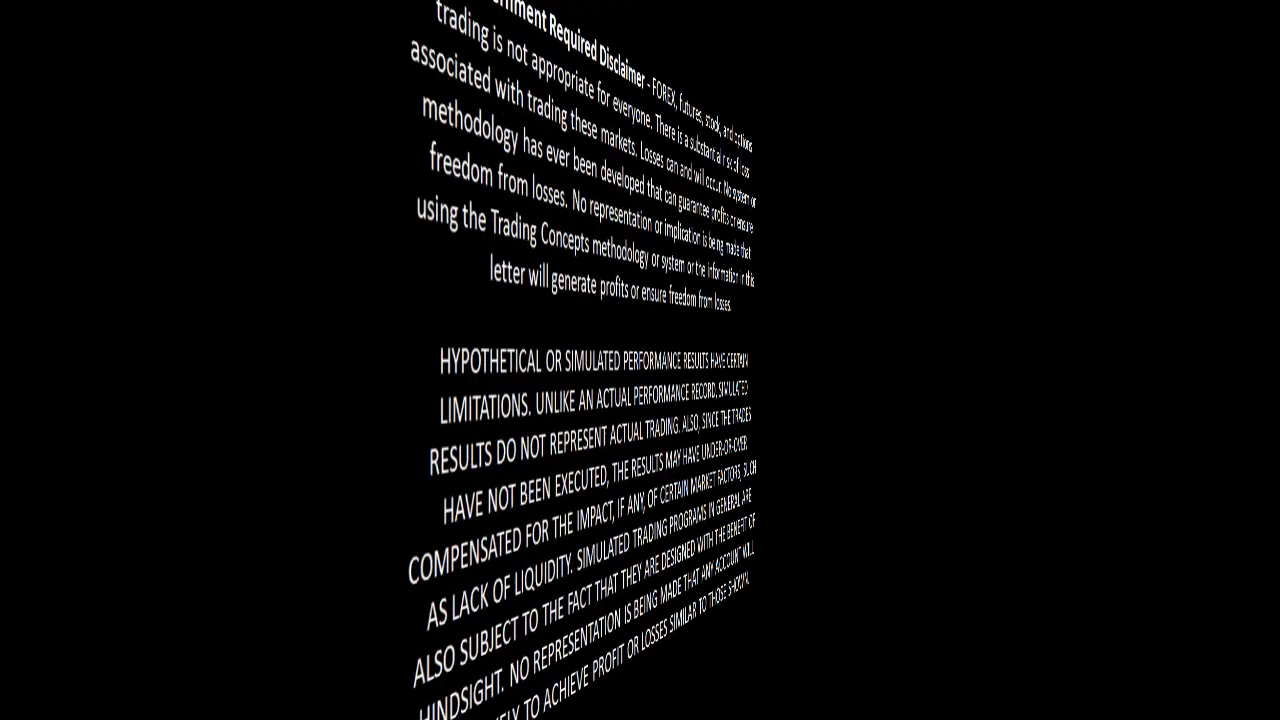 Required Disclaimer - FOREX, futures, stock, and options
trading is not appropriate for everyone. There is a substantial risk of loss
associated with trading these markets. Losses can and will occur. No system or
methodology has ever been developed that can guarantee profits or ensure
freedom from losses. No representation or implication is being made that
using the Trading Concepts methodology or system or the information in this
letter will generate profits or ensure freedom from losses.
HYPOTHETICAL OR SIMULATED PERFORMANCE RESULTS HAVE CERTAIN
LIMITATIONS. UNLIKE AN ACTUAL PERFORMANCE RECORD, SIMULATED
RESULTS DO NOT REPRESENT ACTUAL TRADING. ALSO, SINCE THE TRADES
HAVE NOT BEEN EXECUTED, THE RESULTS MAY HAVE UNDER-OR-OVER
COMPENSATED FOR THE IMPACT, IF ANY, OF CERTAIN MARKET FACTORS, SUCH
AS LACK OF LIQUIDITY. SIMULATED TRADING PROGRAMS IN GENERAL ARE
ALSO SUBJECT TO THE FACT THAT THEY ARE DESIGNED WITH THE BENEFIT OF
HINDSIGHT. NO REPRESENTATION IS BEING MADE THAT ANY ACCOUNT WILL
TO ACHIEVE PROFIT OR LOSSES SIMILAR TO THOSE SHOWN.